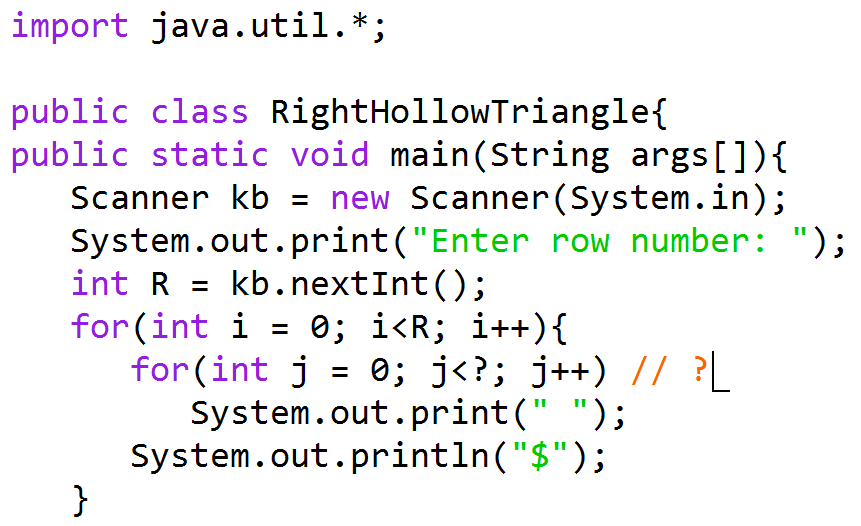 import java.util.*;
public class RightHollowTriangle{
public static void main(String args[]){
Scanner kb = new Scanner(System.in);
System.out.print("Enter row number: ");
int R = kb.nextInt();
for(int i = 0; i<R; i++){
for(int j = 0; j<?; j++) // ?
System.out.print(" ");
System.out.println("$");
}